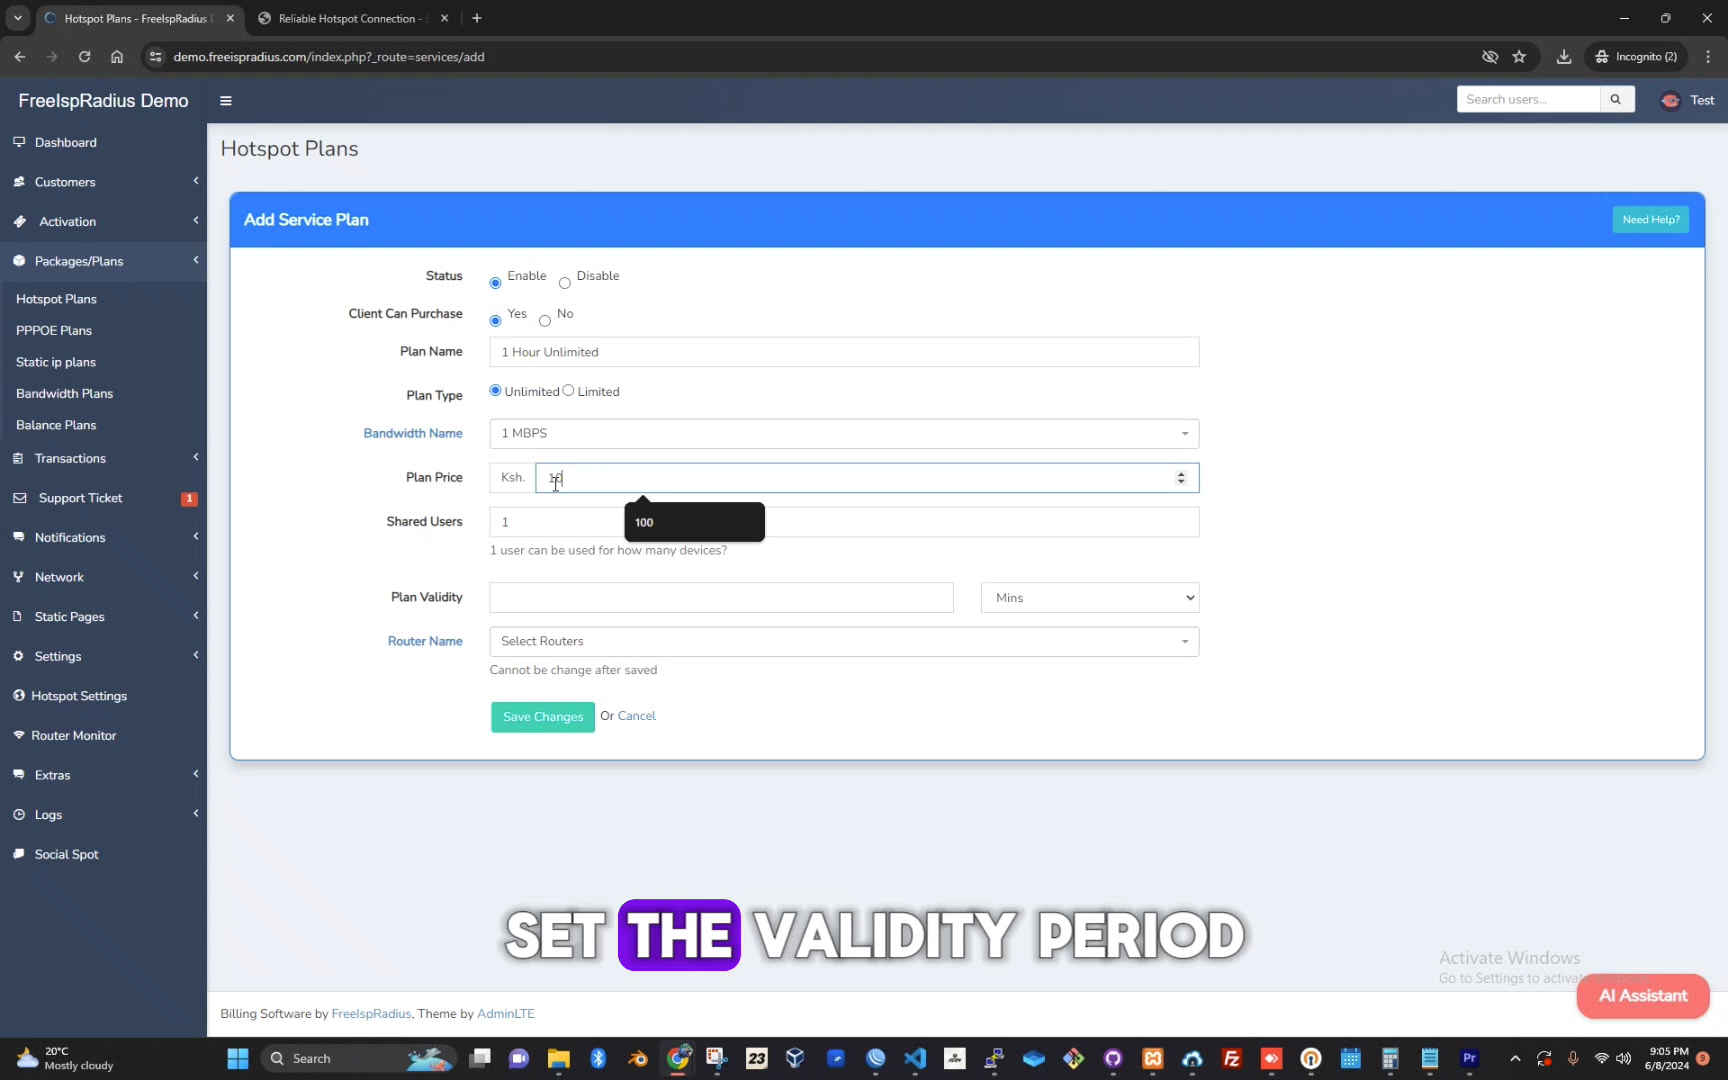 Hotspot Plans - FreeIspRadius D
Reliable Hotspot Connection - S
demo.freeispradius.com/index.php?_route=services/add
Incognito (2)
FreeIspRadius Demo
Search users...
Test
Dashboard
Customers
Activation
Packages/Plans
Hotspot Plans
PPPOE Plans
Static ip plans
Bandwidth Plans
Balance Plans
Transactions
Support Ticket
1
Notifications
Network
Static Pages
Settings
Hotspot Settings
Router Monitor
Extras
Logs
Social Spot
Hotspot Plans
Add Service Plan
Need Help?
Status
Enable
Disable
Client Can Purchase
Yes
No
Plan Name
1 Hour Unlimited
Plan Type
Unlimited
Limited
Bandwidth Name
1 MBPS
Plan Price
Ksh.
10
100
Shared Users
1
1 user can be used for how many devices?
Plan Validity
Mins
Router Name
Select Routers
Cannot be change after saved
Save Changes
Or Cancel
SET THE VALIDITY PERIOD
Activate Windows
Go to Settings to activate
AI Assistant
Billing Software by FreeIspRadius, Theme by AdminLTE
20°C
Mostly cloudy
Search
23
Pr
9:05 PM
6/8/2024
9